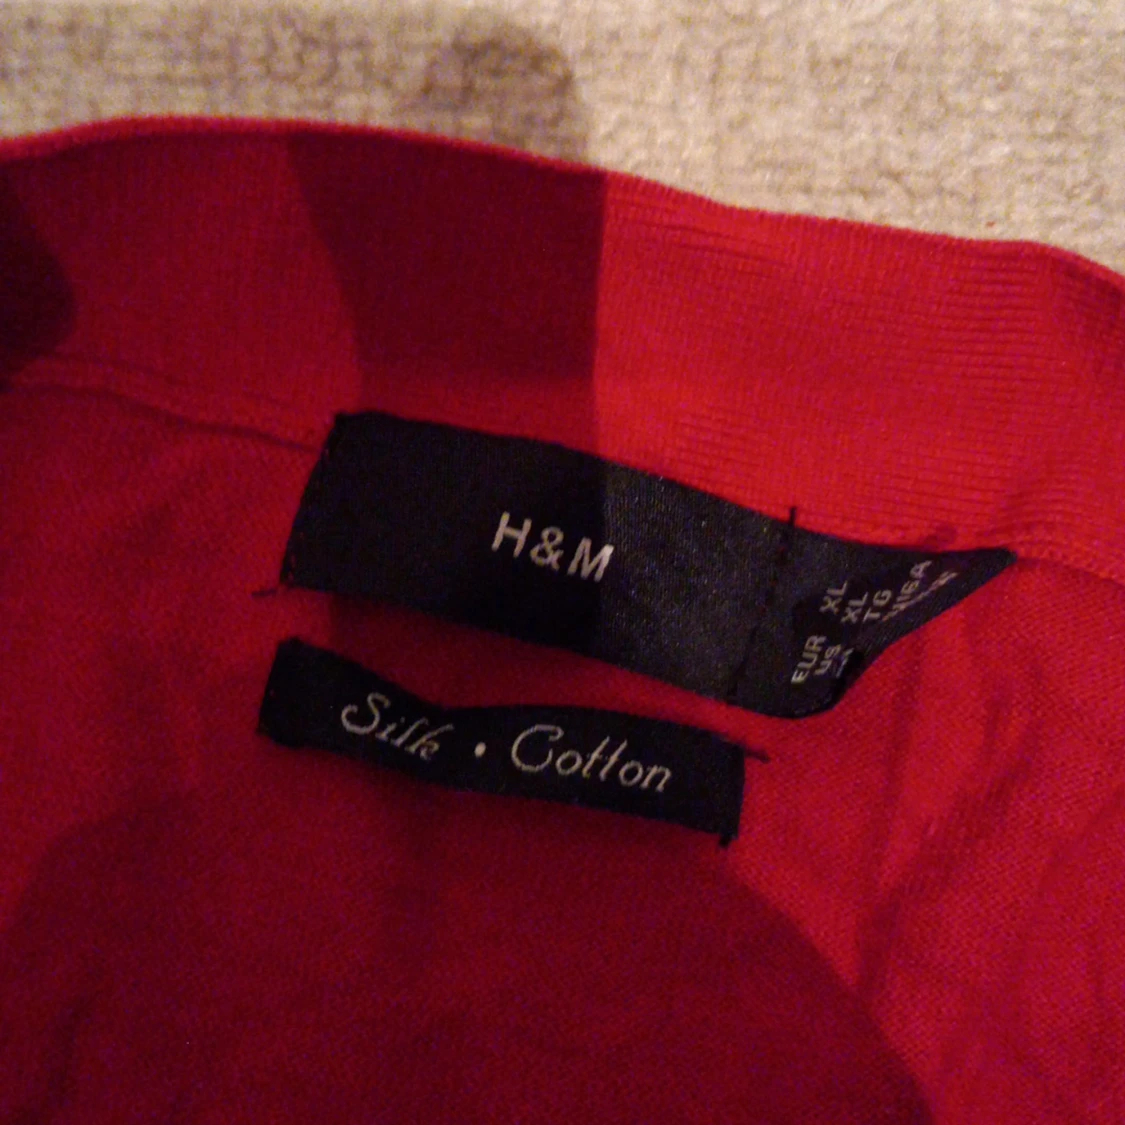 H&M
EUR XL
US XL
TG
Silk • Cotton